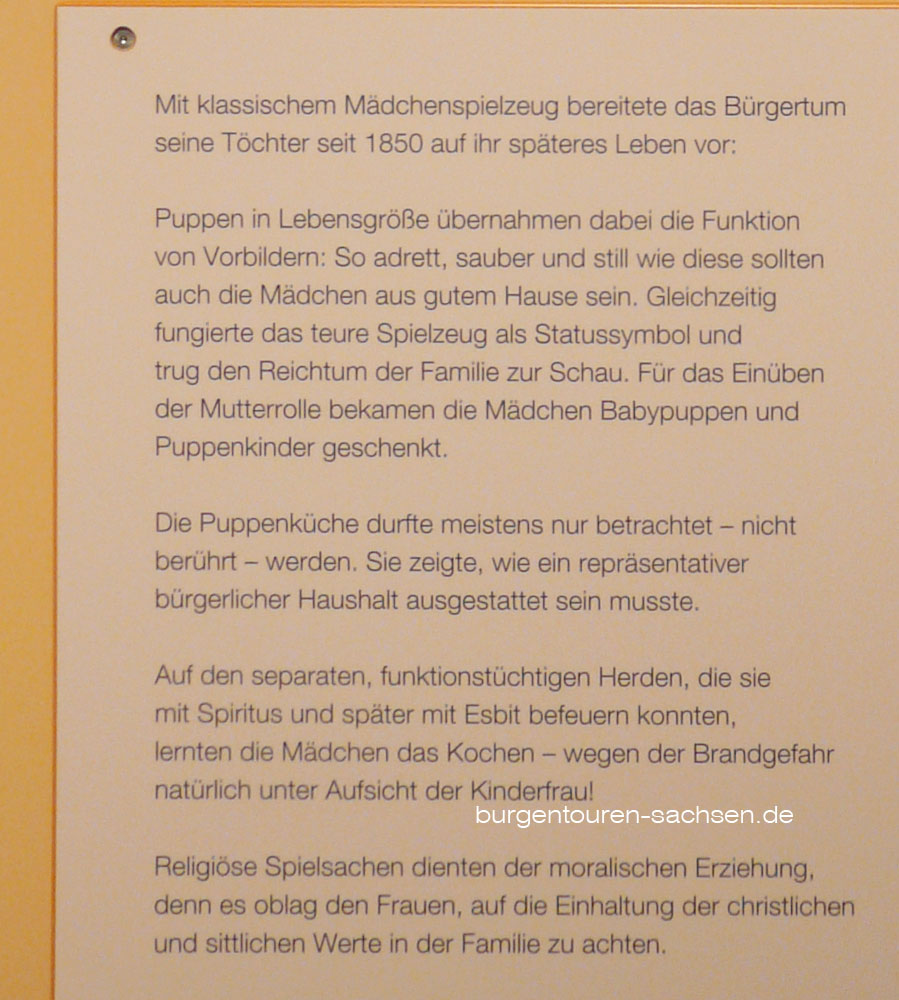 Mit klassischem Mädchenspielzeug bereitete das Bürgertum
seine Töchter seit 1850 auf ihr späteres Leben vor:
Puppen in Lebensgröße übernahmen dabei die Funktion
von Vorbildern: So adrett, sauber und still wie diese sollten
auch die Mädchen aus gutem Hause sein. Gleichzeitig
fungierte das teure Spielzeug als Statussymbol und
trug den Reichtum der Familie zur Schau. Für das Einüben
der Mutterrolle bekamen die Mädchen Babypuppen und
Puppenkinder geschenkt.
Die Puppenküche durfte meistens nur betrachtet – nicht
berührt – werden. Sie zeigte, wie ein repräsentativer
bürgerlicher Haushalt ausgestattet sein musste.
Auf den separaten, funktionstüchtigen Herden, die sie
mit Spiritus und später mit Esbit befeuern konnten,
lernten die Mädchen das Kochen – wegen der Brandgefahr
natürlich unter Aufsicht der Kinderfrau!
burgentouren-sachsen.de
Religiöse Spielsachen dienten der moralischen Erziehung,
denn es oblag den Frauen, auf die Einhaltung der christlichen
und sittlichen Werte in der Familie zu achten.